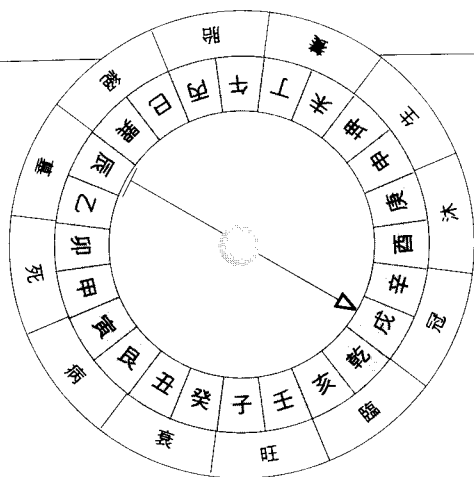 胎
養
生
沐
冠
臨
旺
衰
病
死
墓
絕
午
丁
未
坤
申
庚
酉
辛
戌
乾
亥
壬
子
癸
丑
艮
寅
甲
卯
乙
辰
巽
巳
丙